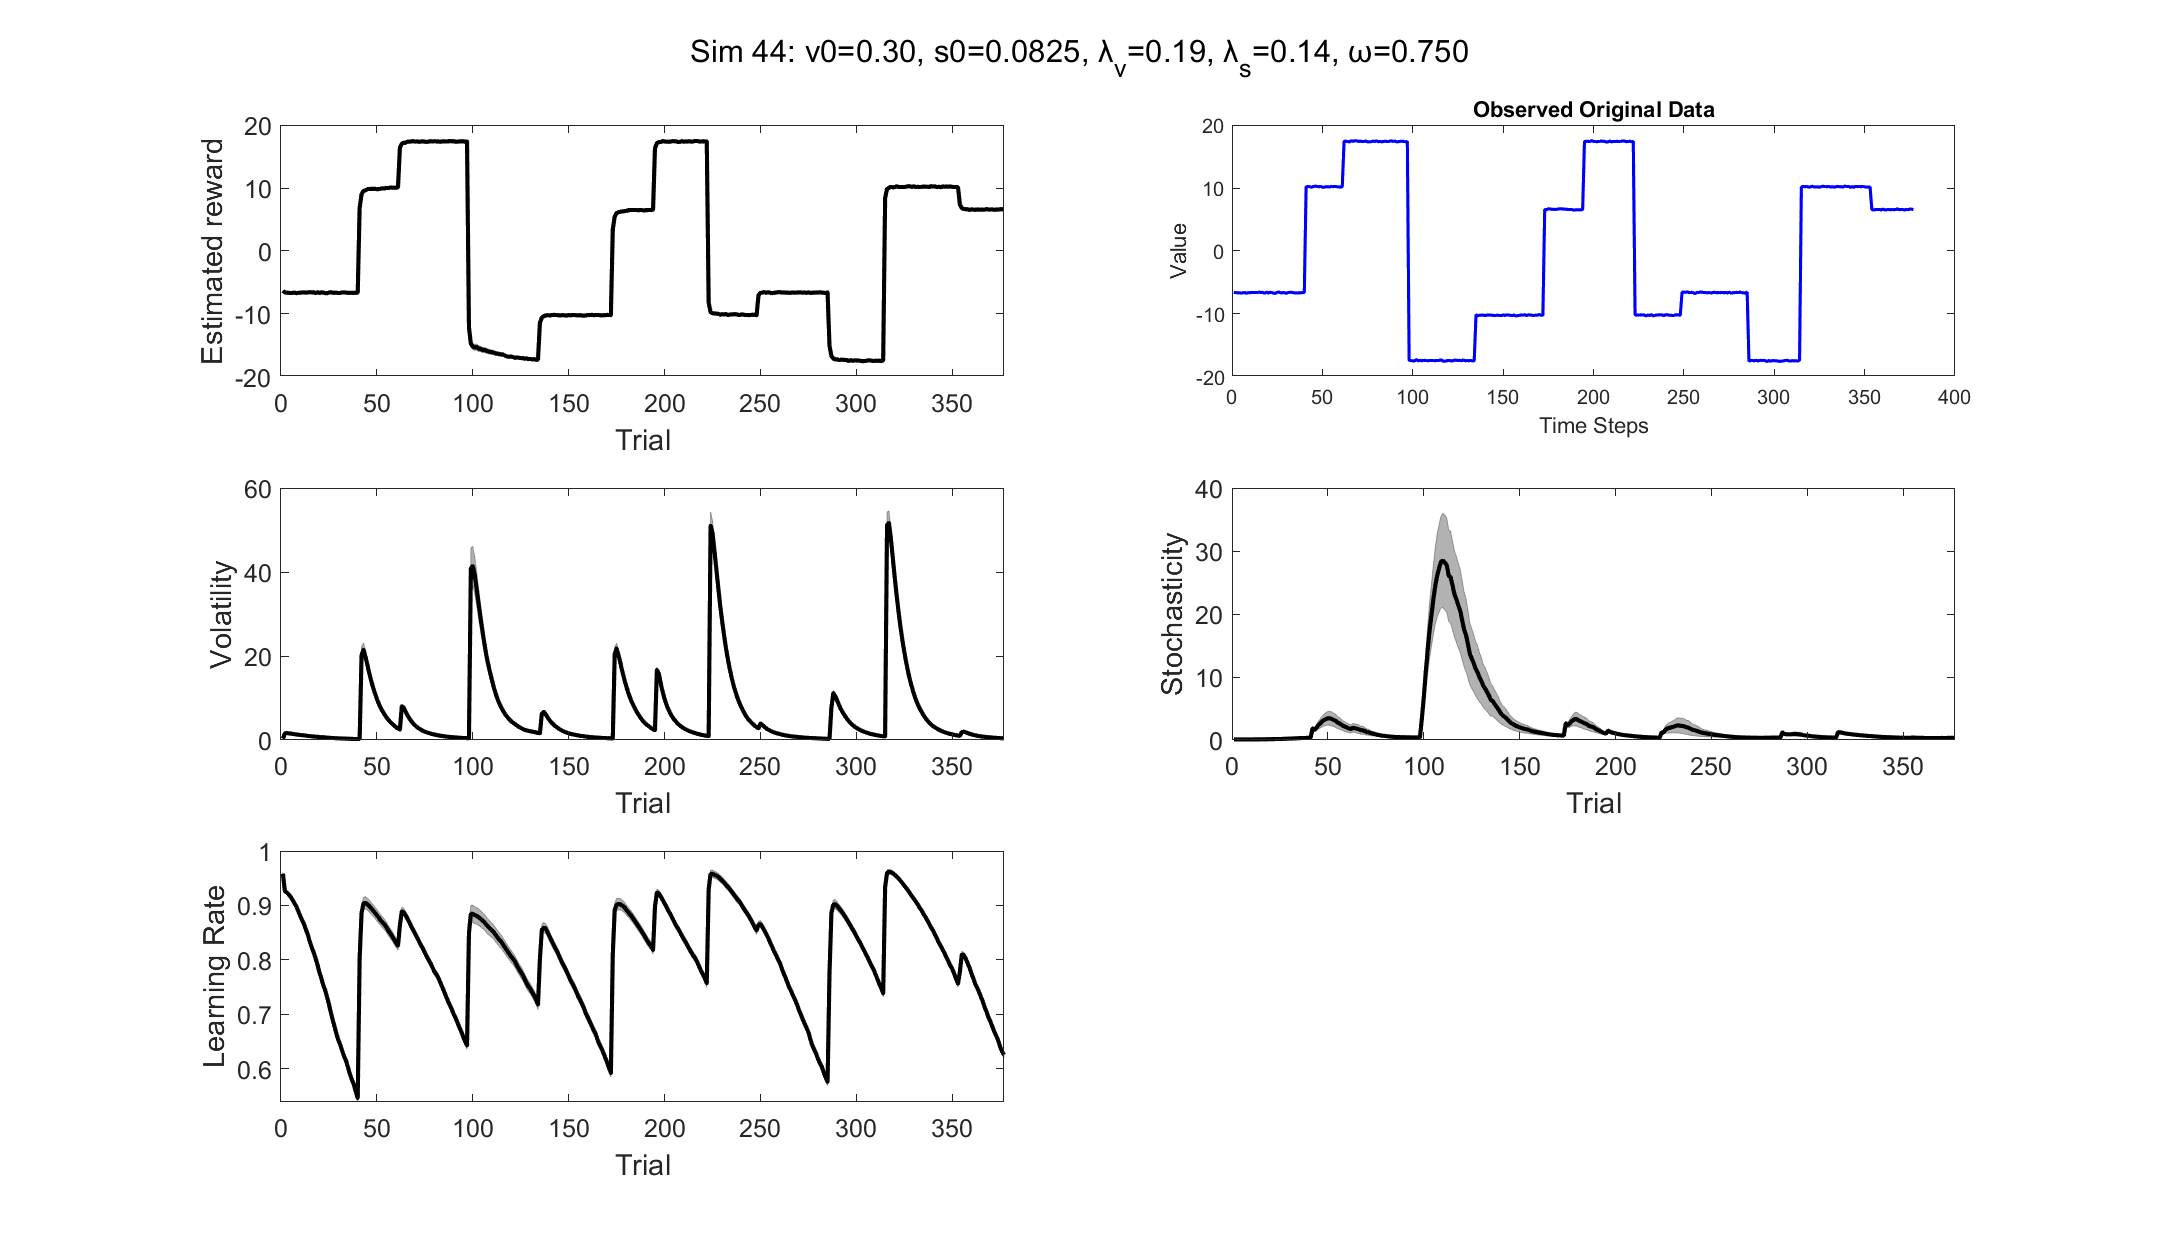 Sim 44: v0=0.30, s0=0.0825, λv=0.19, λs=0.14, ω=0.750
20
10
0
-10
-20
Estimated reward
0 50 100 150 200 250 300 350
Trial
Observed Original Data
20
10
0
-10
-20
Value
0 50 100 150 200 250 300 350 400
Time Steps
60
40
20
0
Volatility
0 50 100 150 200 250 300 350
Trial
40
30
20
10
0
Stochasticity
0 50 100 150 200 250 300 350
Trial
1
0.9
0.8
0.7
0.6
Learning Rate
0 50 100 150 200 250 300 350
Trial